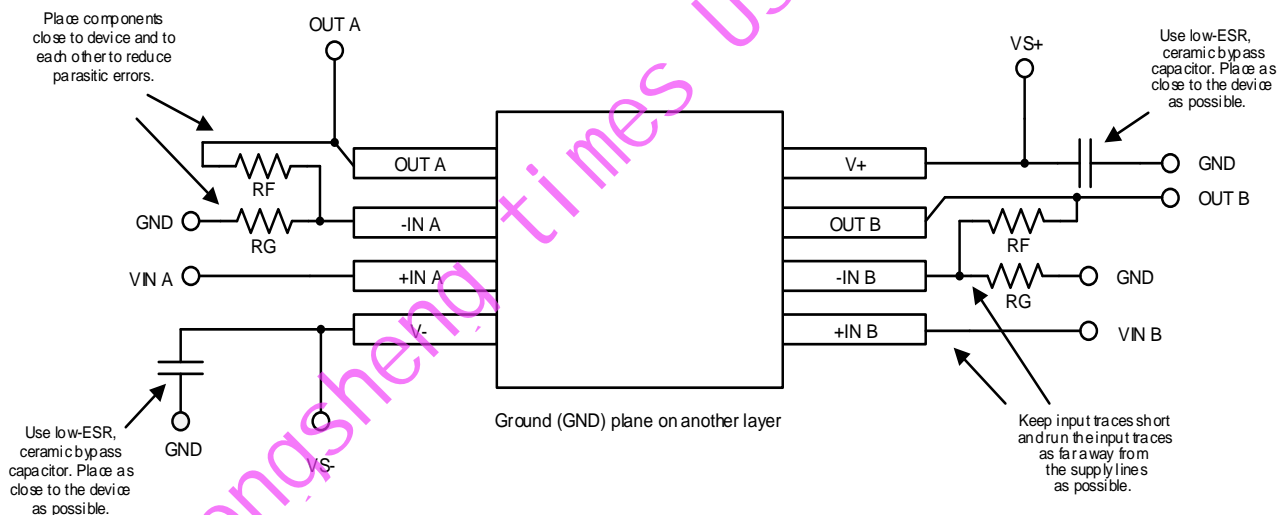 Place components
close to device and to
each other to reduce
parasitic errors.
OUT A
VS+
Use low-ESR,
ceramic bypass
capacitor. Place as
close to the device
as possible.
OUT A
RF
GND
RG
-IN A
VIN A
+IN A
V-
GND
VS-
Use low-ESR,
ceramic bypass
capacitor. Place as
close to the device
as possible.
V+
GND
OUT B
OUT B
RF
-IN B
RG
GND
+IN B
VIN B
Ground (GND) plane on another layer
Keep input traces short
and run the input traces
as far away from
the supply lines
as possible.
times